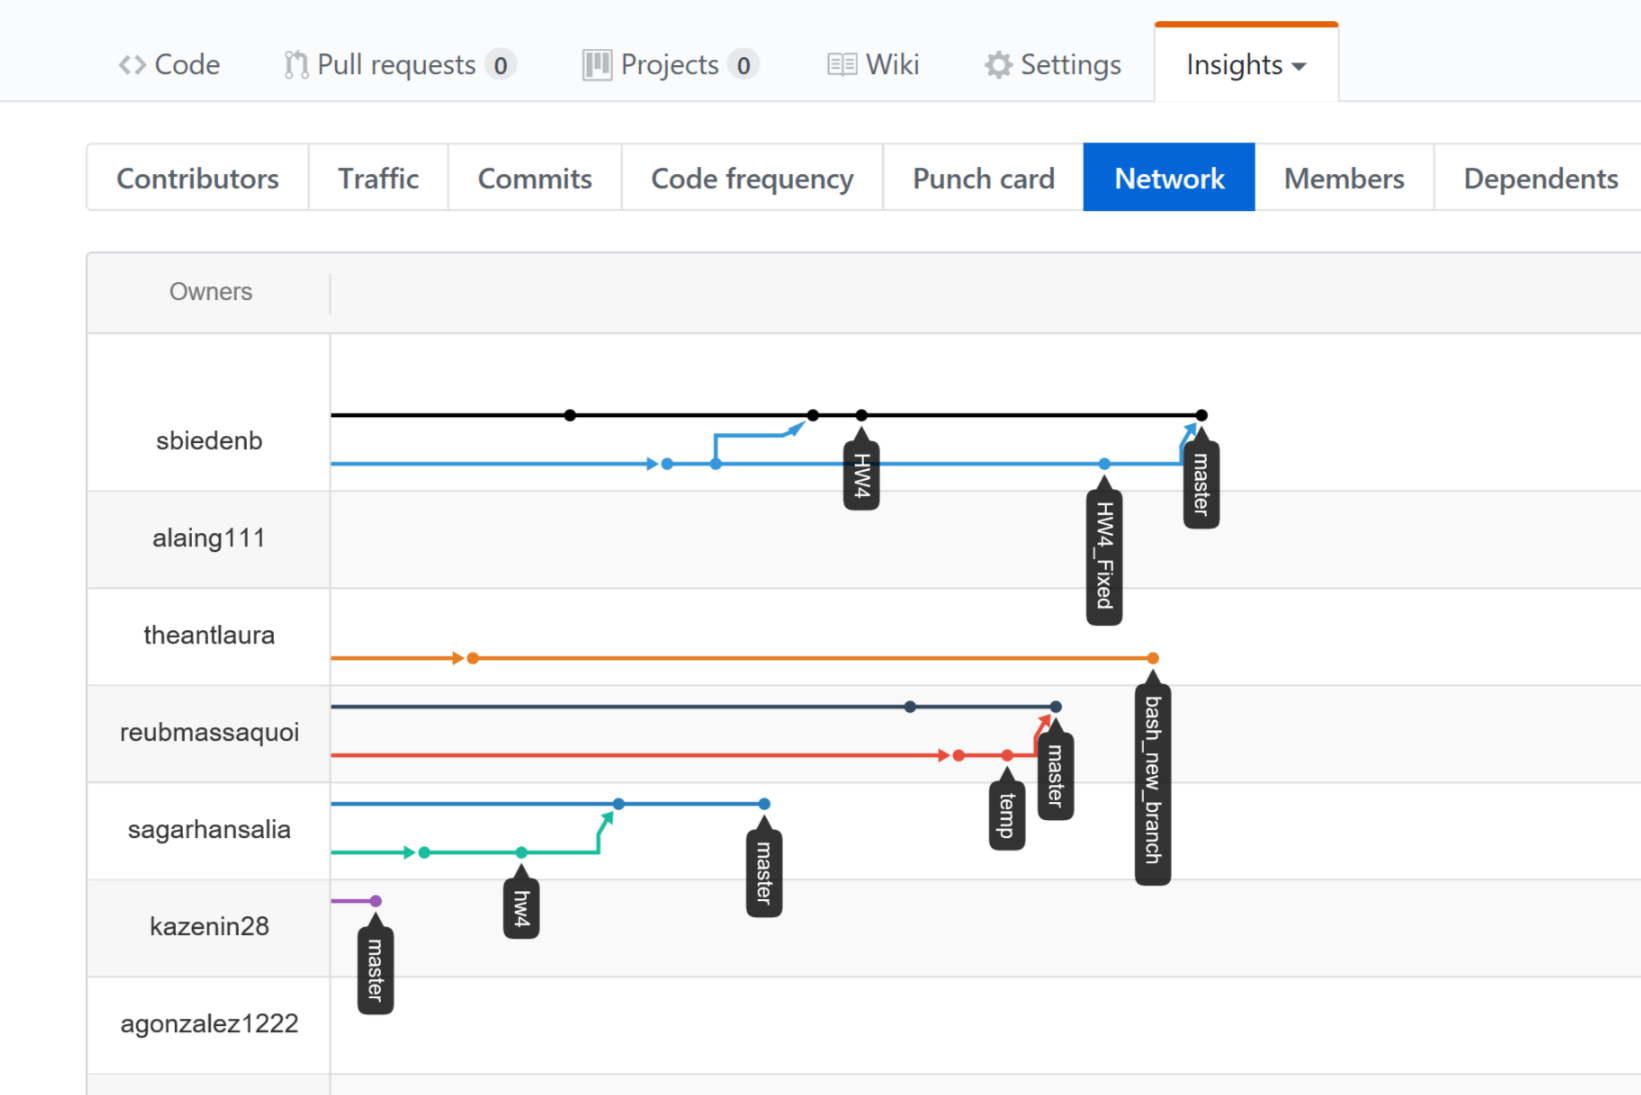 Code Pull requests 0 Projects 0 Wiki Settings Insights
Contributors Traffic Commits Code frequency Punch card Network Members Dependents
Owners
sbiedenb
HW4
master
HW4_Fixed
alaing111
theantlaura
bash_new_branch
reubmassaquoi
master
temp
sagarhansalia
master
hw4
kazenin28
master
agonzalez1222